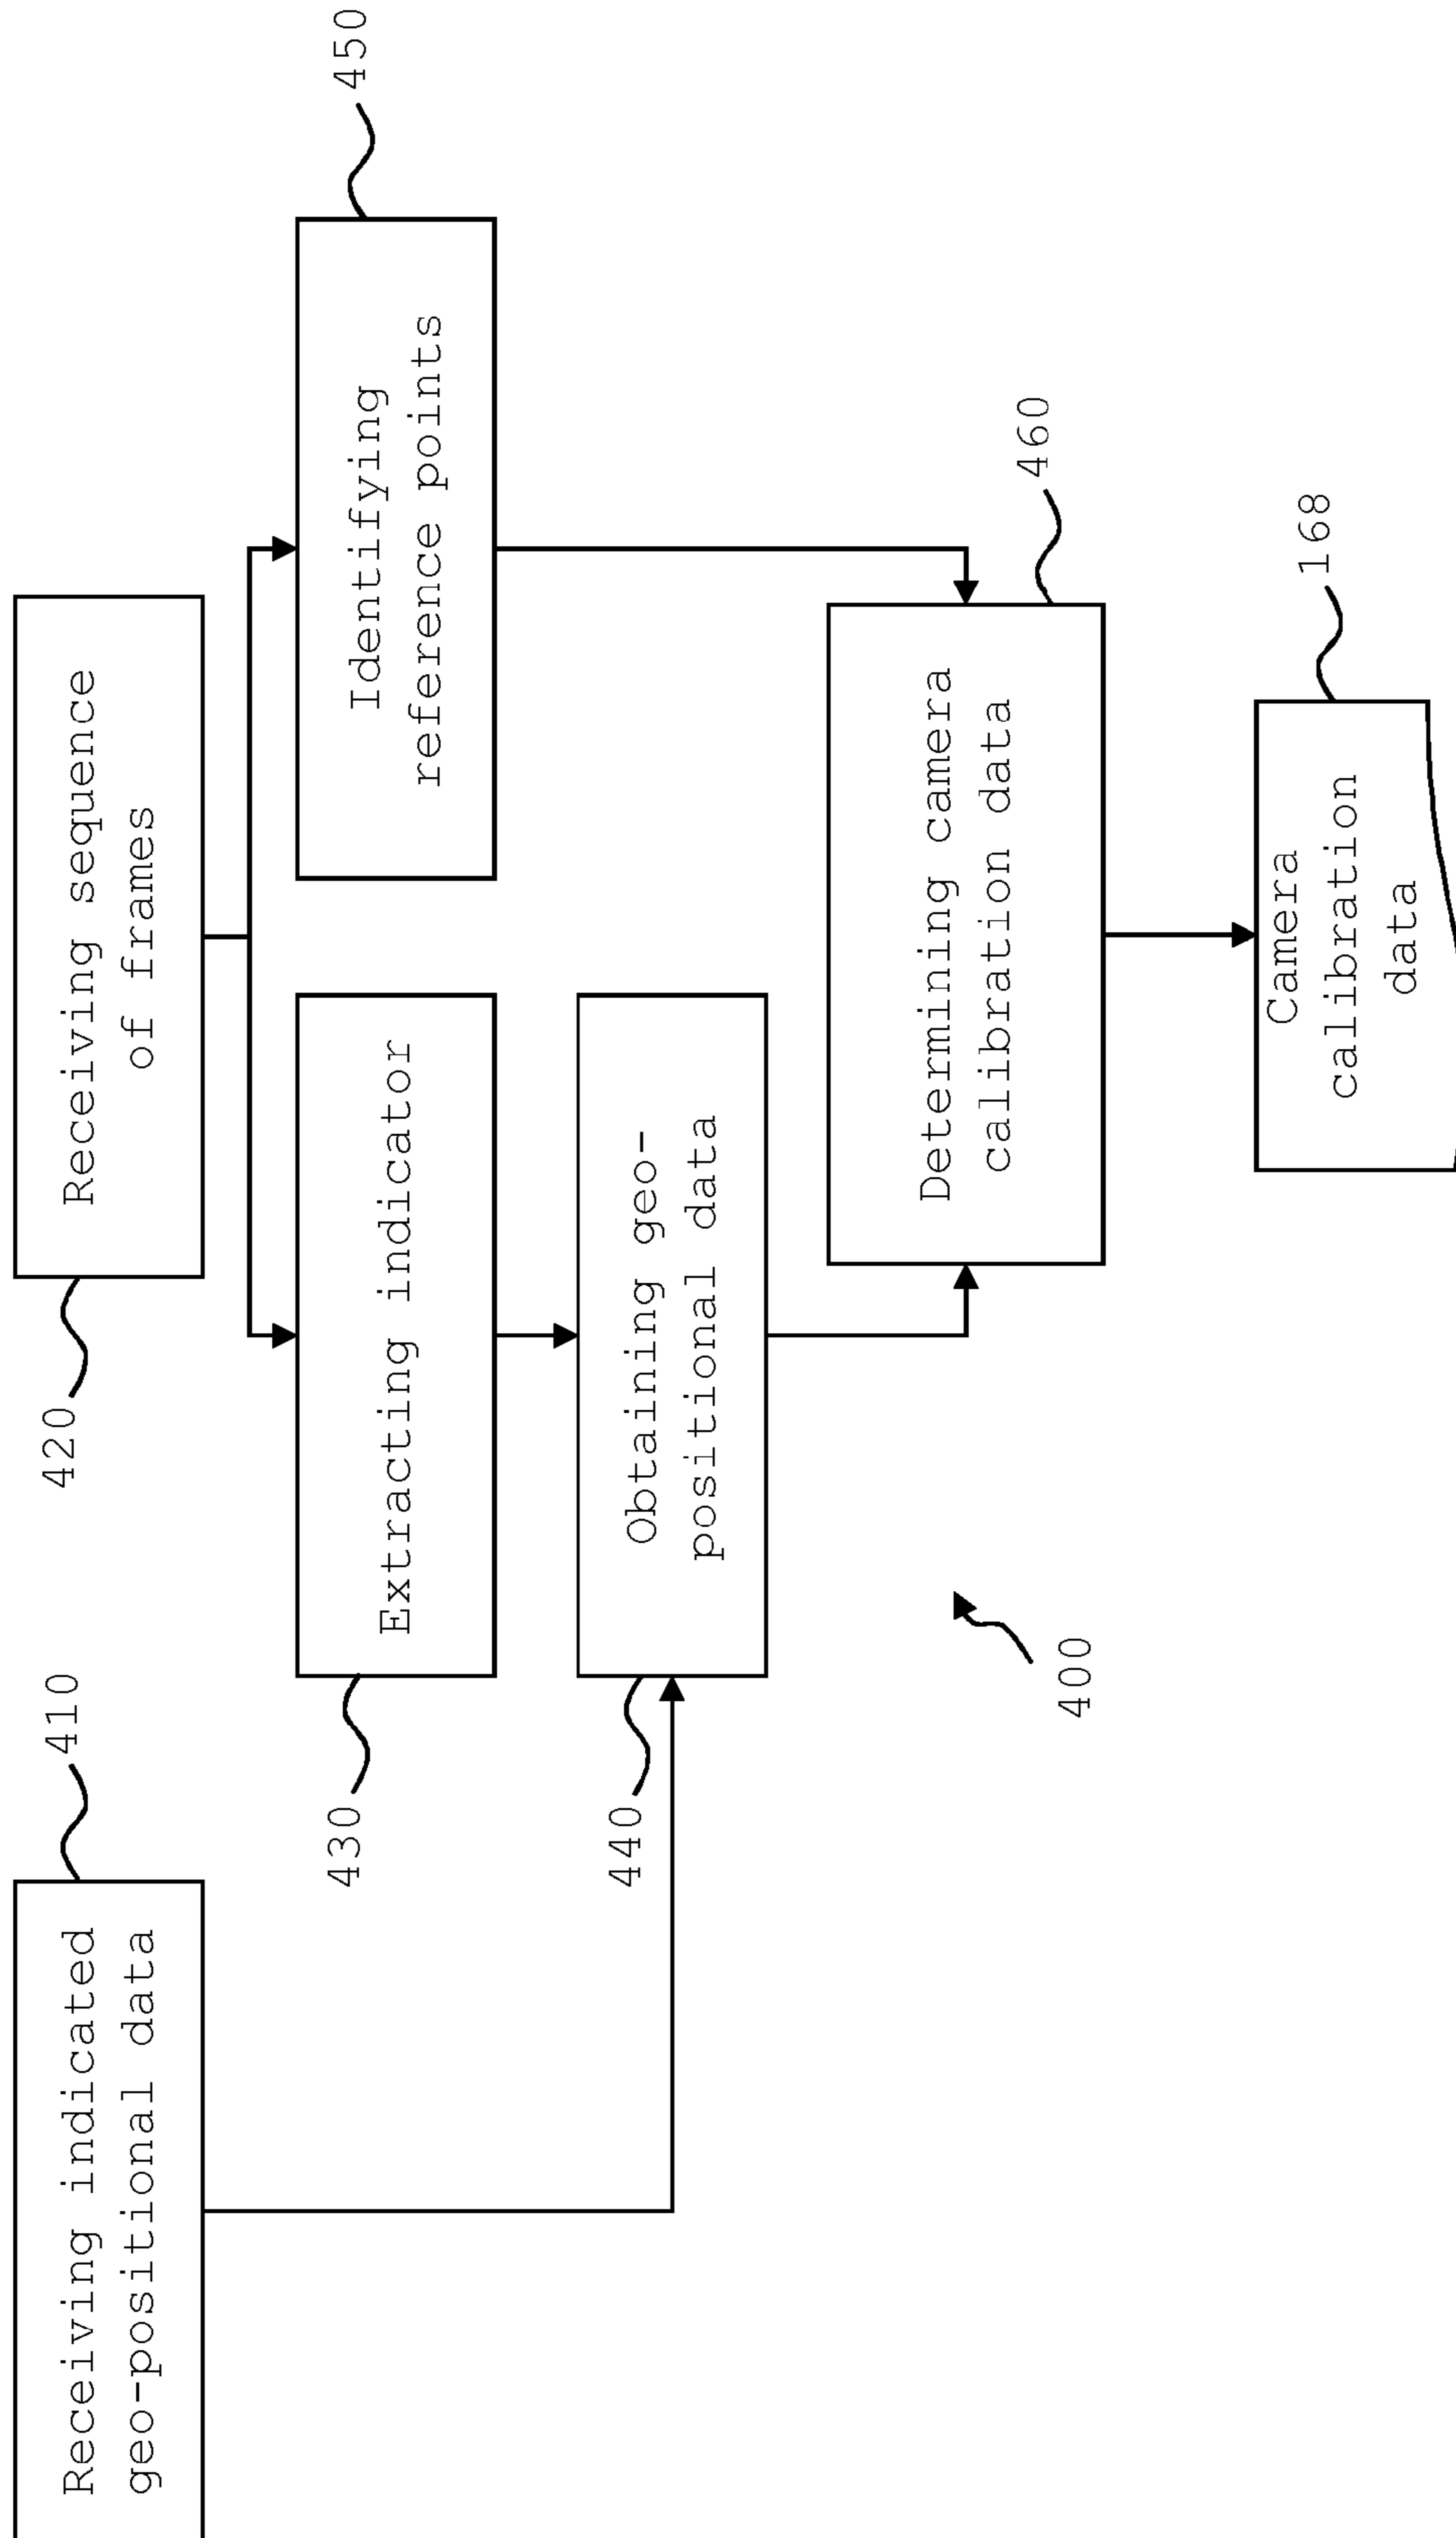 410
Receiving indicated
geo-positional data
420
Receiving sequence
of frames
430
Extracting indicator
450
Identifying
reference points
440
Obtaining geo-
positional data
460
Determining camera
calibration data
400
168
Camera
calibration
data